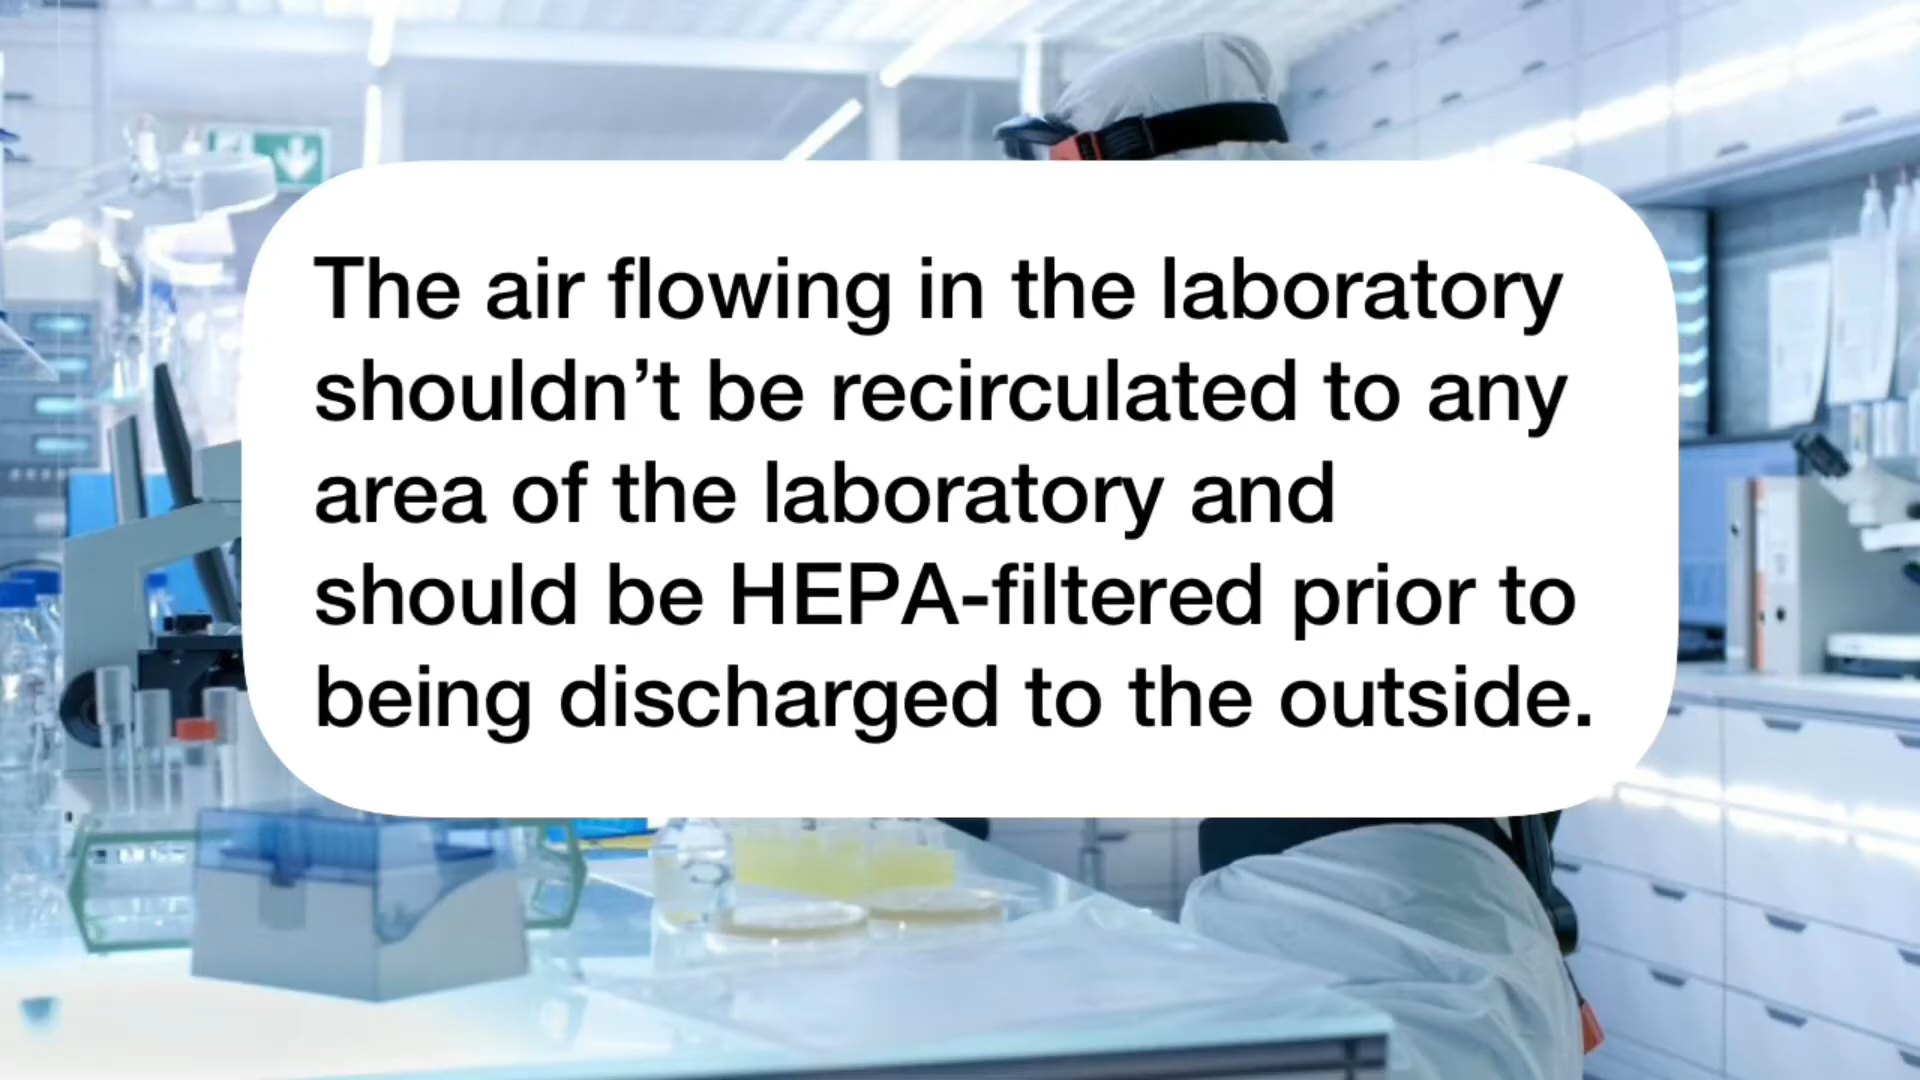 The air flowing in the laboratory
shouldn’t be recirculated to any
area of the laboratory and
should be HEPA-filtered prior to
being discharged to the outside.